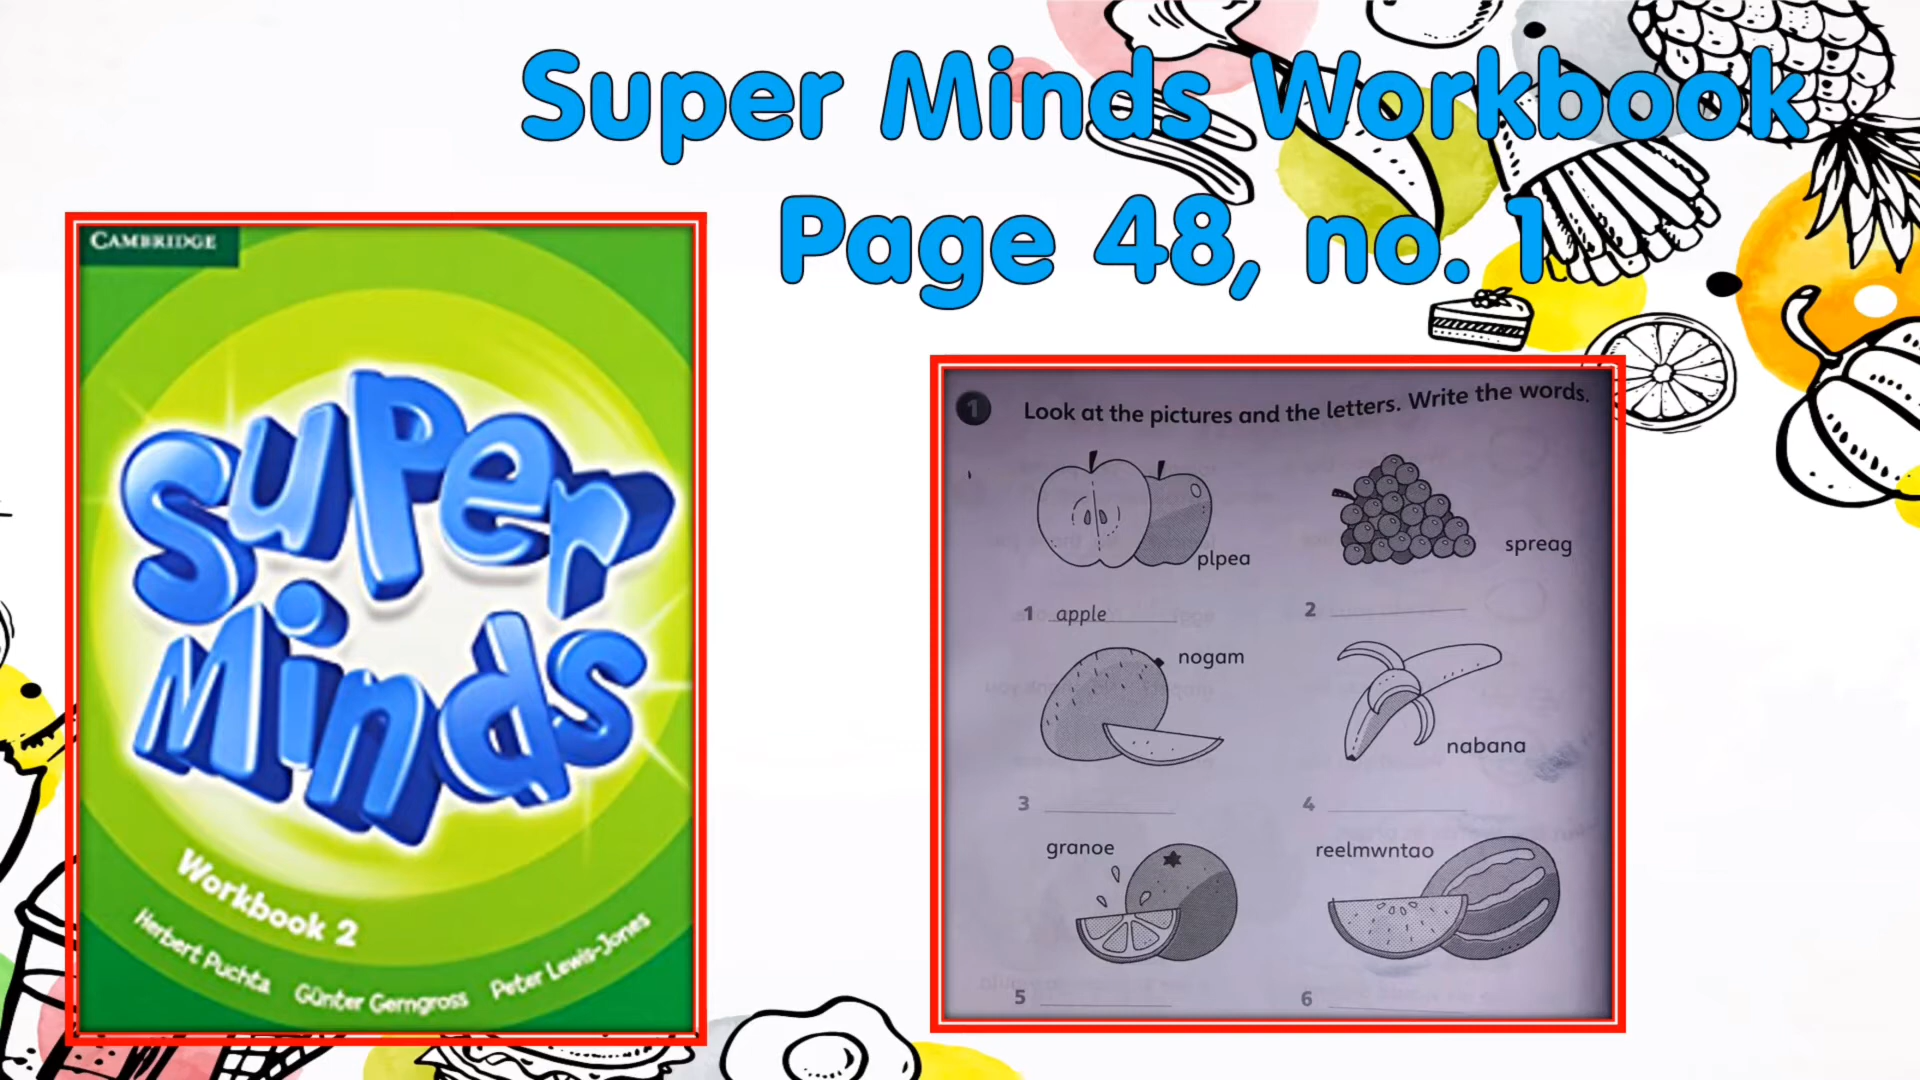 Super Minds Workbook
Page 48, no. 1
CAMBRIDGE
Super
Minds
Workbook 2
Herbert Puchta Günter Gerngross Peter Lewis-Jones
1 Look at the pictures and the letters. Write the words.
plpea
spreag
1 apple
2
nogam
nabana
3
4
granoe
reelmwntao
5
6